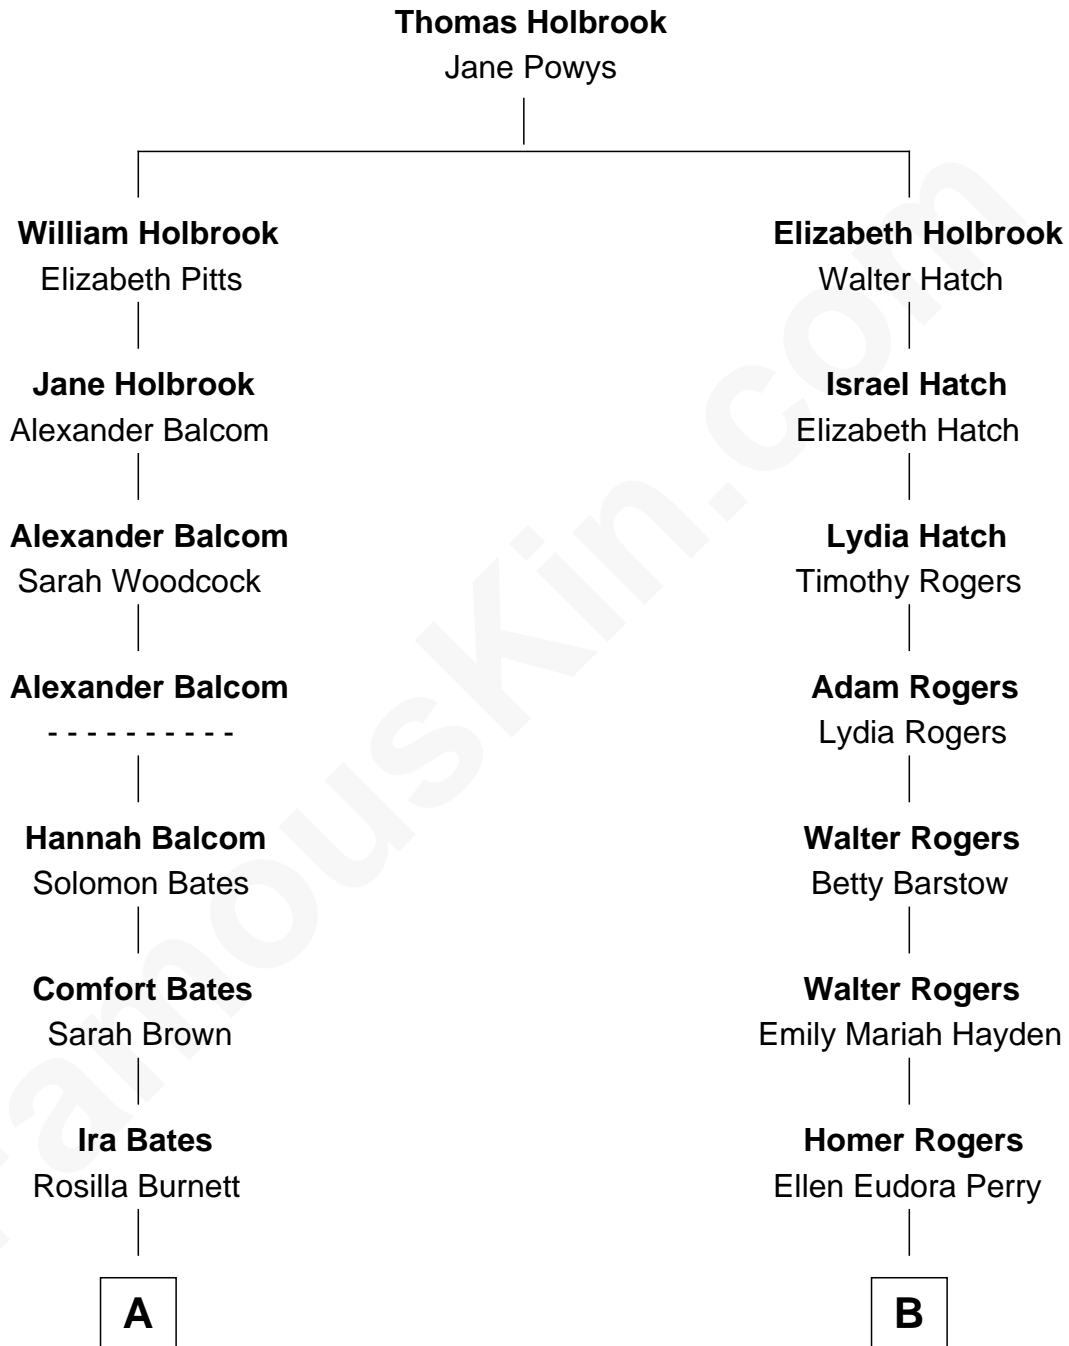 Thomas Holbrook
Jane Powys
William Holbrook
Elizabeth Pitts
Elizabeth Holbrook
Walter Hatch
Jane Holbrook
Alexander Balcom
Israel Hatch
Elizabeth Hatch
Alexander Balcom
Sarah Woodcock
Lydia Hatch
Timothy Rogers
Alexander Balcom
- - - - - - - - - -
Adam Rogers
Lydia Rogers
Hannah Balcom
Solomon Bates
Walter Rogers
Betty Barstow
Comfort Bates
Sarah Brown
Walter Rogers
Emily Mariah Hayden
Ira Bates
Rosilla Burnett
Homer Rogers
Ellen Eudora Perry
A
B
FamousKin.com